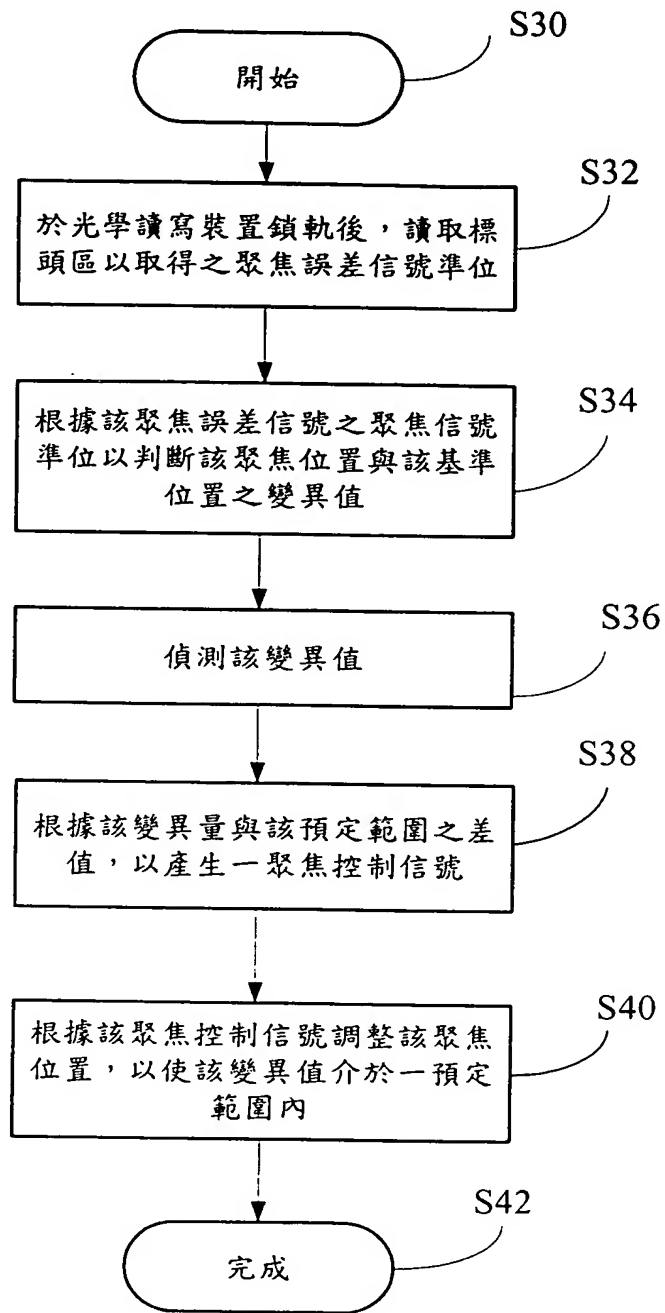 S30
開始
S32
於光學讀寫裝置鎖軌後，讀取標
頭區以取得之聚焦誤差信號準位
S34
根據該聚焦誤差信號之聚焦信號
準位以判斷該聚焦位置與該基準
位置之變異值
S36
偵測該變異值
S38
根據該變異量與該預定範圍之差
值，以產生一聚焦控制信號
S40
根據該聚焦控制信號調整該聚焦
位置，以使該變異值介於一預定
範圍內
S42
完成